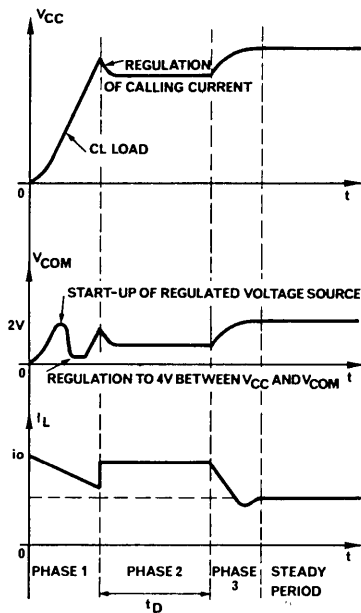 VCC
REGULATION
OF CALLING CURRENT
CL LOAD
0
t
VCOM
START-UP OF REGULATED VOLTAGE SOURCE
2V
0
t
REGULATION TO 4V BETWEEN VCC AND VCOM
IL
io
0
t
PHASE 1
PHASE 2
PHASE
3
STEADY
PERIOD
tD